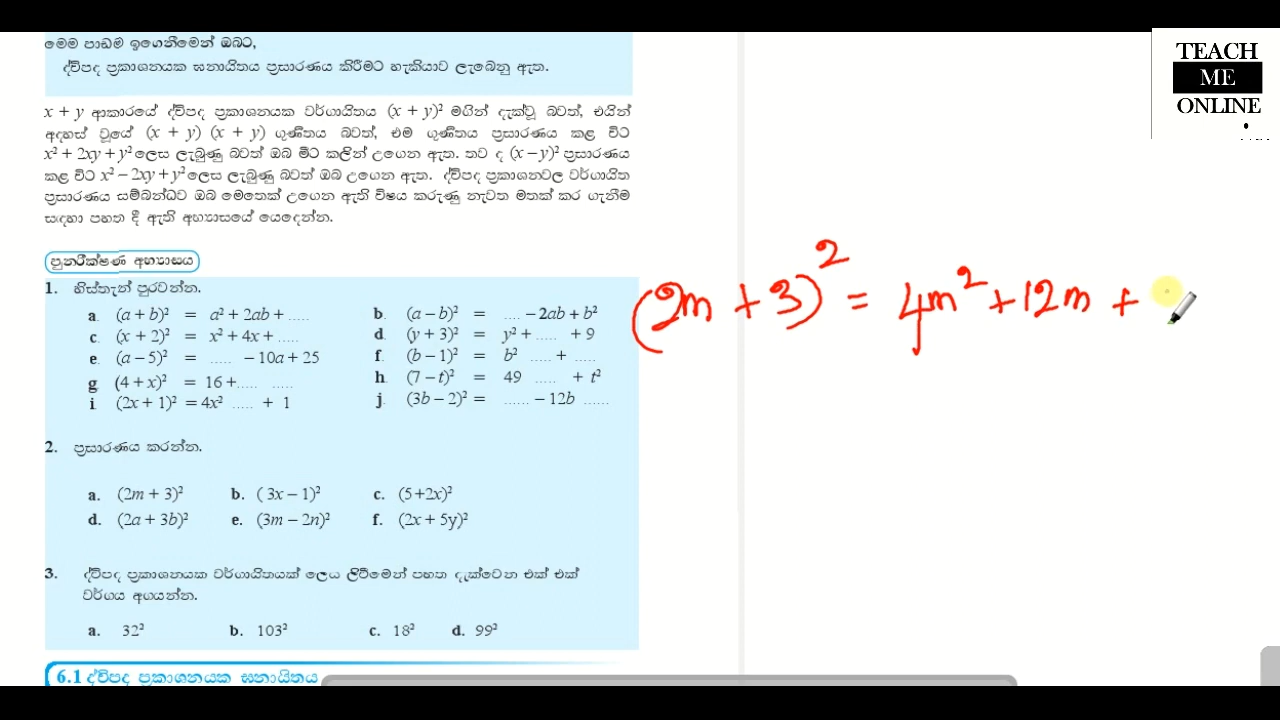 මෙම පාඩම ඉගෙනීමෙන් ඔබට,
ද්විපද ප්‍රකාශනයක ඝනායිතය ප්‍රසාරණය කිරීමට හැකියාව ලැබෙනු ඇත.
x + y ආකාරයේ ද්විපද ප්‍රකාශනයක වර්ගායිතය (x + y)² මගින් දැක්වූ බවත්, එයින්
අදහස් වූයේ (x + y) (x + y) ගුණිතය බවත්, එම ගුණිතය ප්‍රසාරණය කළ විට
x² + 2xy + y² ලෙස ලැබුණු බවත් ඔබ මීට කලින් උගෙන ඇත. තව ද (x – y)² ප්‍රසාරණය
කළ විට x² – 2xy + y² ලෙස ලැබුණු බවත් ඔබ උගෙන ඇත. ද්විපද ප්‍රකාශනවල වර්ගායිත
ප්‍රසාරණය සම්බන්ධව ඔබ මෙතෙක් උගෙන ඇති විෂය කරුණු නැවත මතක් කර ගැනීම
සඳහා පහත දී ඇති අභ්‍යාසයේ යෙදෙන්න.
පුනරීක්ෂණ අභ්‍යාසය
1. හිස්තැන් පුරවන්න.
a. (a + b)² = a² + 2ab + ..... b. (a – b)² = .... – 2ab + b²
c. (x + 2)² = x² + 4x + ..... d. (y + 3)² = y² + ..... + 9
e. (a – 5)² = ..... – 10a + 25 f. (b – 1)² = b² ..... + .....
g. (4 + x)² = 16 + ..... ..... h. (7 – t)² = 49 ..... + t²
i. (2x + 1)² = 4x² ..... + 1 j. (3b – 2)² = ...... – 12b ......
2. ප්‍රසාරණය කරන්න.
a. (2m + 3)² b. ( 3x – 1)² c. (5+2x)²
d. (2a + 3b)² e. (3m – 2n)² f. (2x + 5y)²
3. ද්විපද ප්‍රකාශනයක වර්ගායිතයක් ලෙය ලිවීමෙන් පහත දැක්වෙන එක් එක්
වර්ගය අගයන්න.
a. 32² b. 103² c. 18² d. 99²
6.1 ද්විපද ප්‍රකාශනයක ඝනායිතය
(2m + 3)² = 4m² + 12m +
TEACH
ME
ONLINE